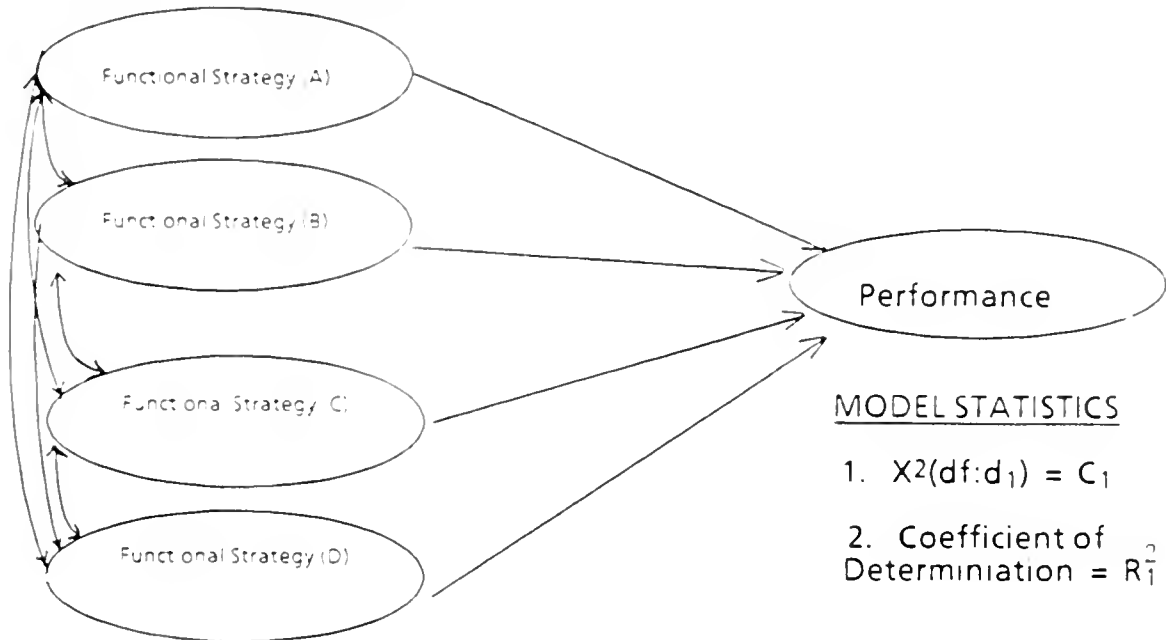 Functional Strategy (A)
Functional Strategy (B)
Functional Strategy (C)
Functional Strategy (D)
Performance
MODEL STATISTICS
1. X²(df:d₁) = C₁
2. Coefficient of
Determiniation = R₁²